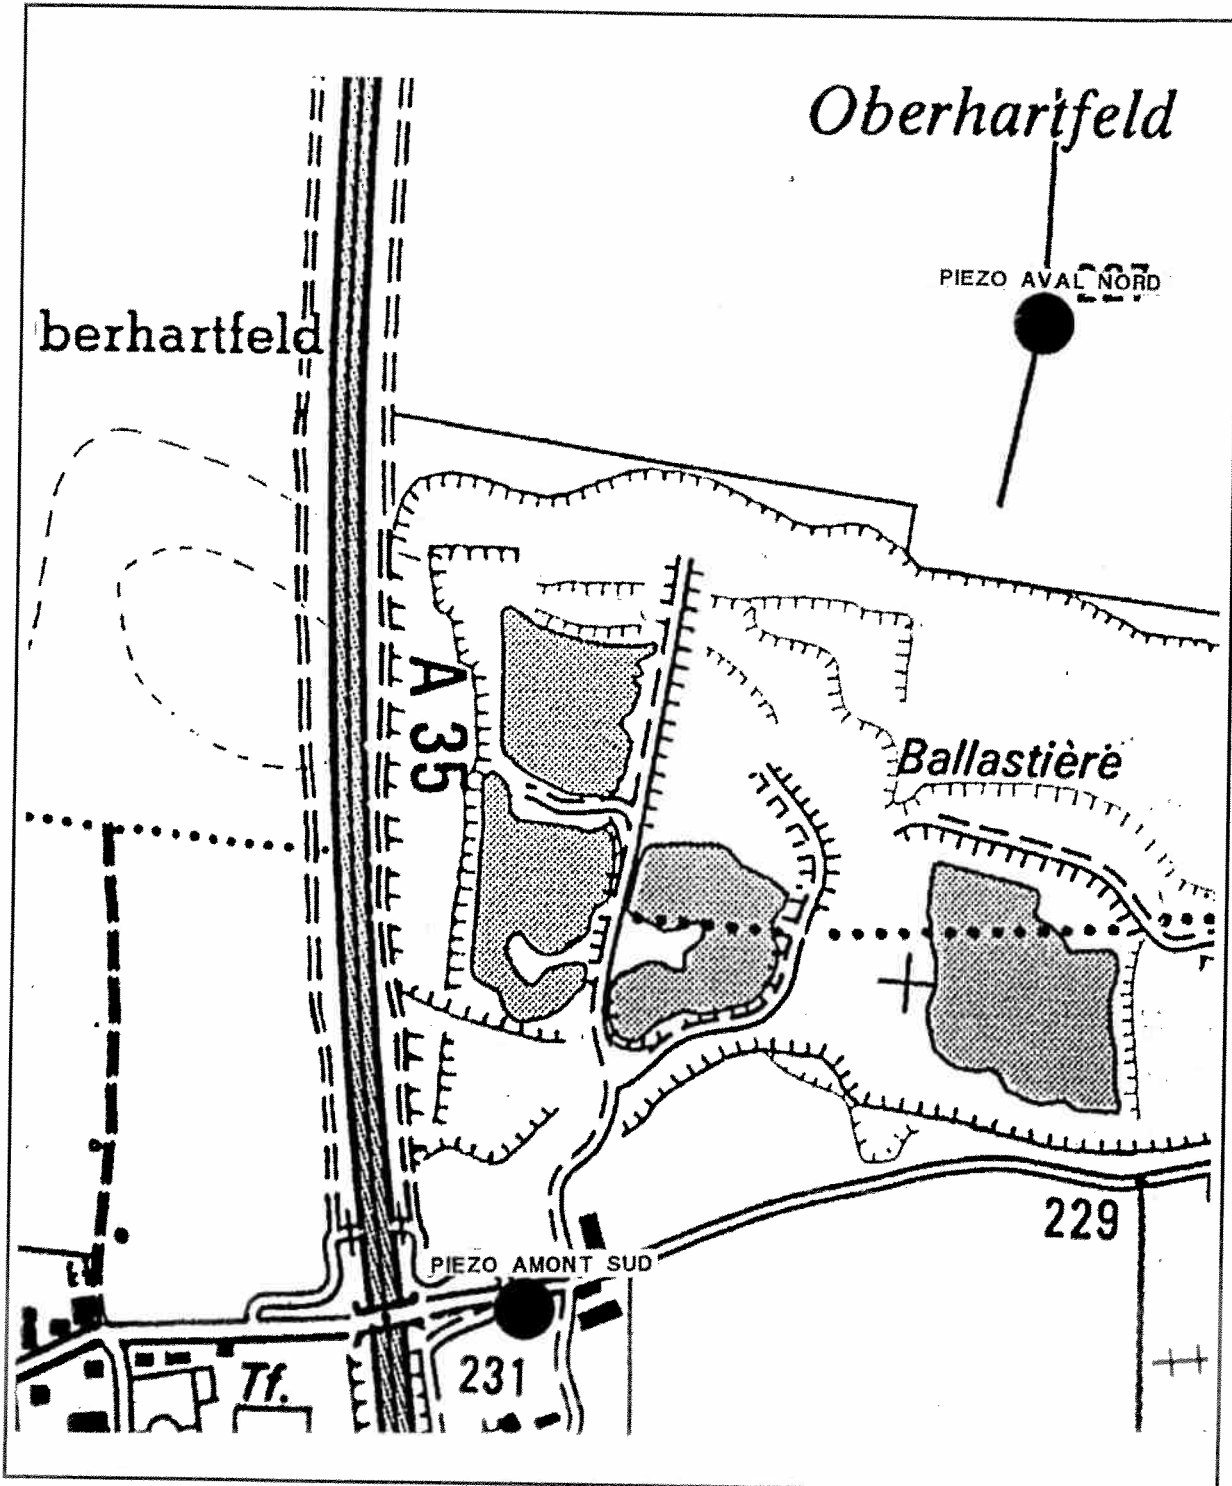 Oberhartfeld
PIEZO AVAL NORD
berhartfeld
A 35
Ballastière
229
PIEZO AMONT SUD
231
Tf.